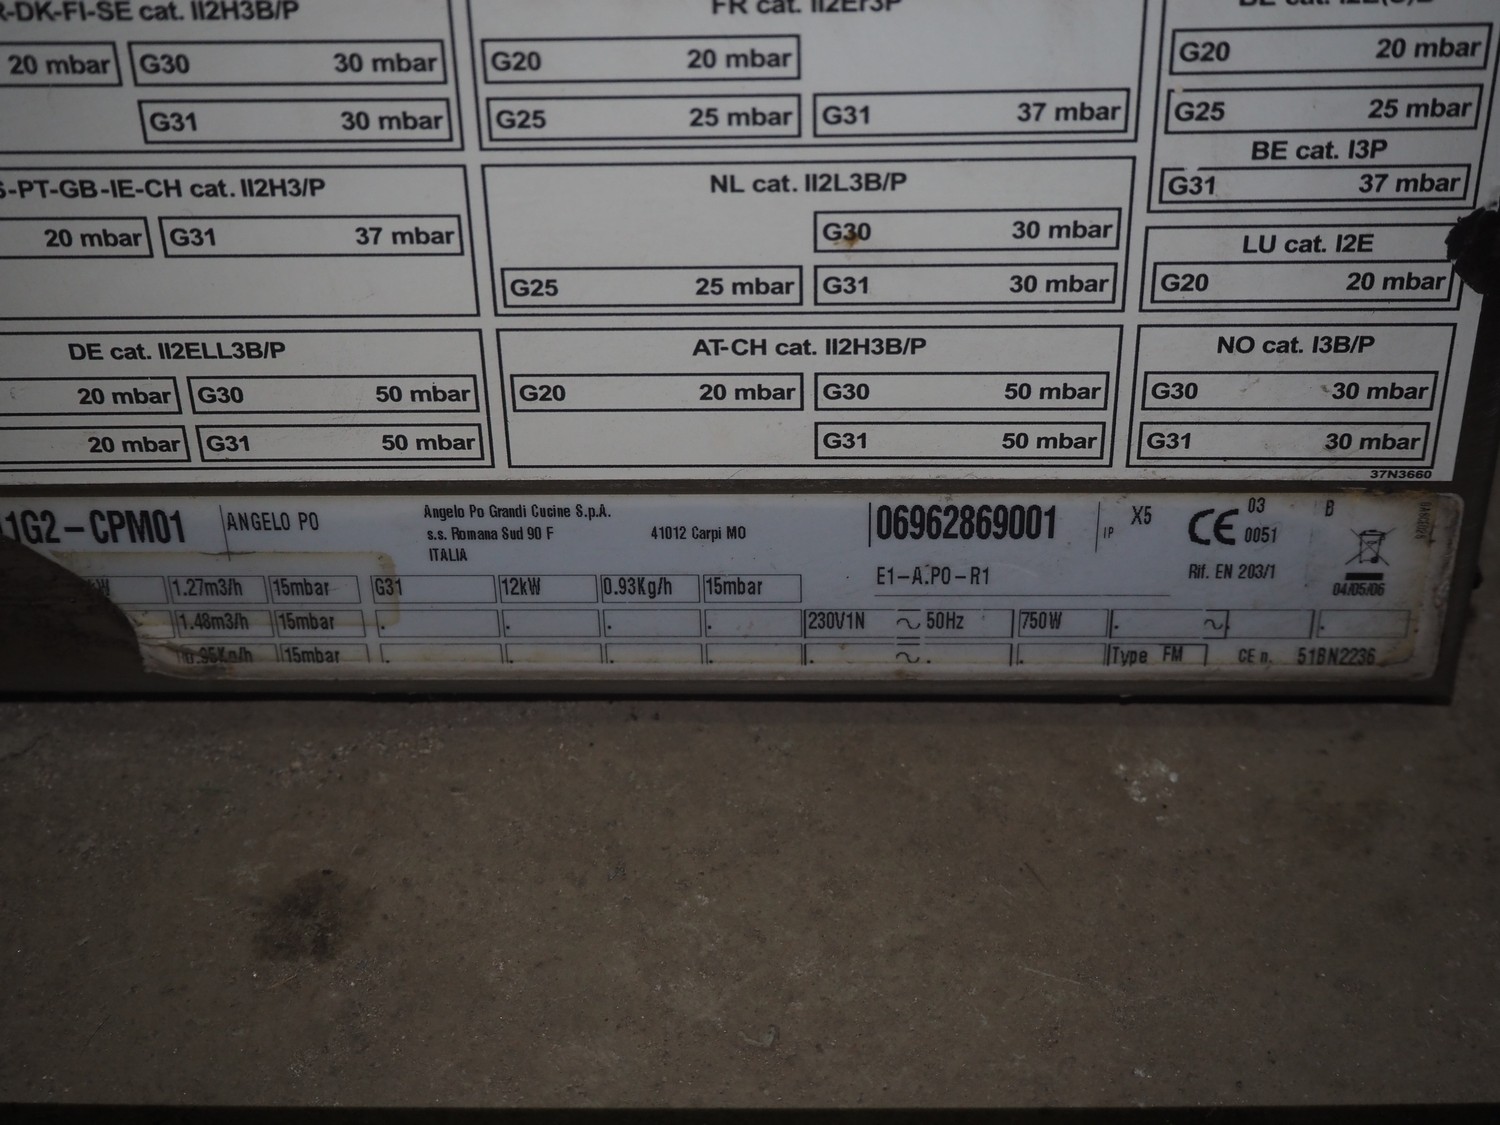 R-DK-FI-SE cat. II2H3B/P
20 mbar G30 30 mbar
G31 30 mbar
FR cat. II2Er3P
G20 20 mbar
G25 25 mbar G31 37 mbar
G20 20 mbar
G25 25 mbar
BE cat. I3P
G31 37 mbar
S-PT-GB-IE-CH cat. II2H3/P
20 mbar G31 37 mbar
NL cat. II2L3B/P
G30 30 mbar
G25 25 mbar G31 30 mbar
LU cat. I2E
G20 20 mbar
DE cat. II2ELL3B/P
20 mbar G30 50 mbar
20 mbar G31 50 mbar
AT-CH cat. II2H3B/P
G20 20 mbar G30 50 mbar
G31 50 mbar
NO cat. I3B/P
G30 30 mbar
G31 30 mbar
37N3660
1G2-CPM01 ANGELO PO
Angelo Po Grandi Cucine S.p.A.
s.s. Romana Sud 90 F 41012 Carpi MO
ITALIA
06962869001
E1-A.PO-R1
IP X5
CE 03
0051
B
Rif. EN 203/1
04/05/06
kW 1.27m3/h 15mbar G31 12kW 0.93Kg/h 15mbar
1.48m3/h 15mbar . . . . 230V1N ~ 50Hz 750W . ~ . .
0.95Kg/h 15mbar . . . . . ~ . . Type FM CE n. 51BN2236